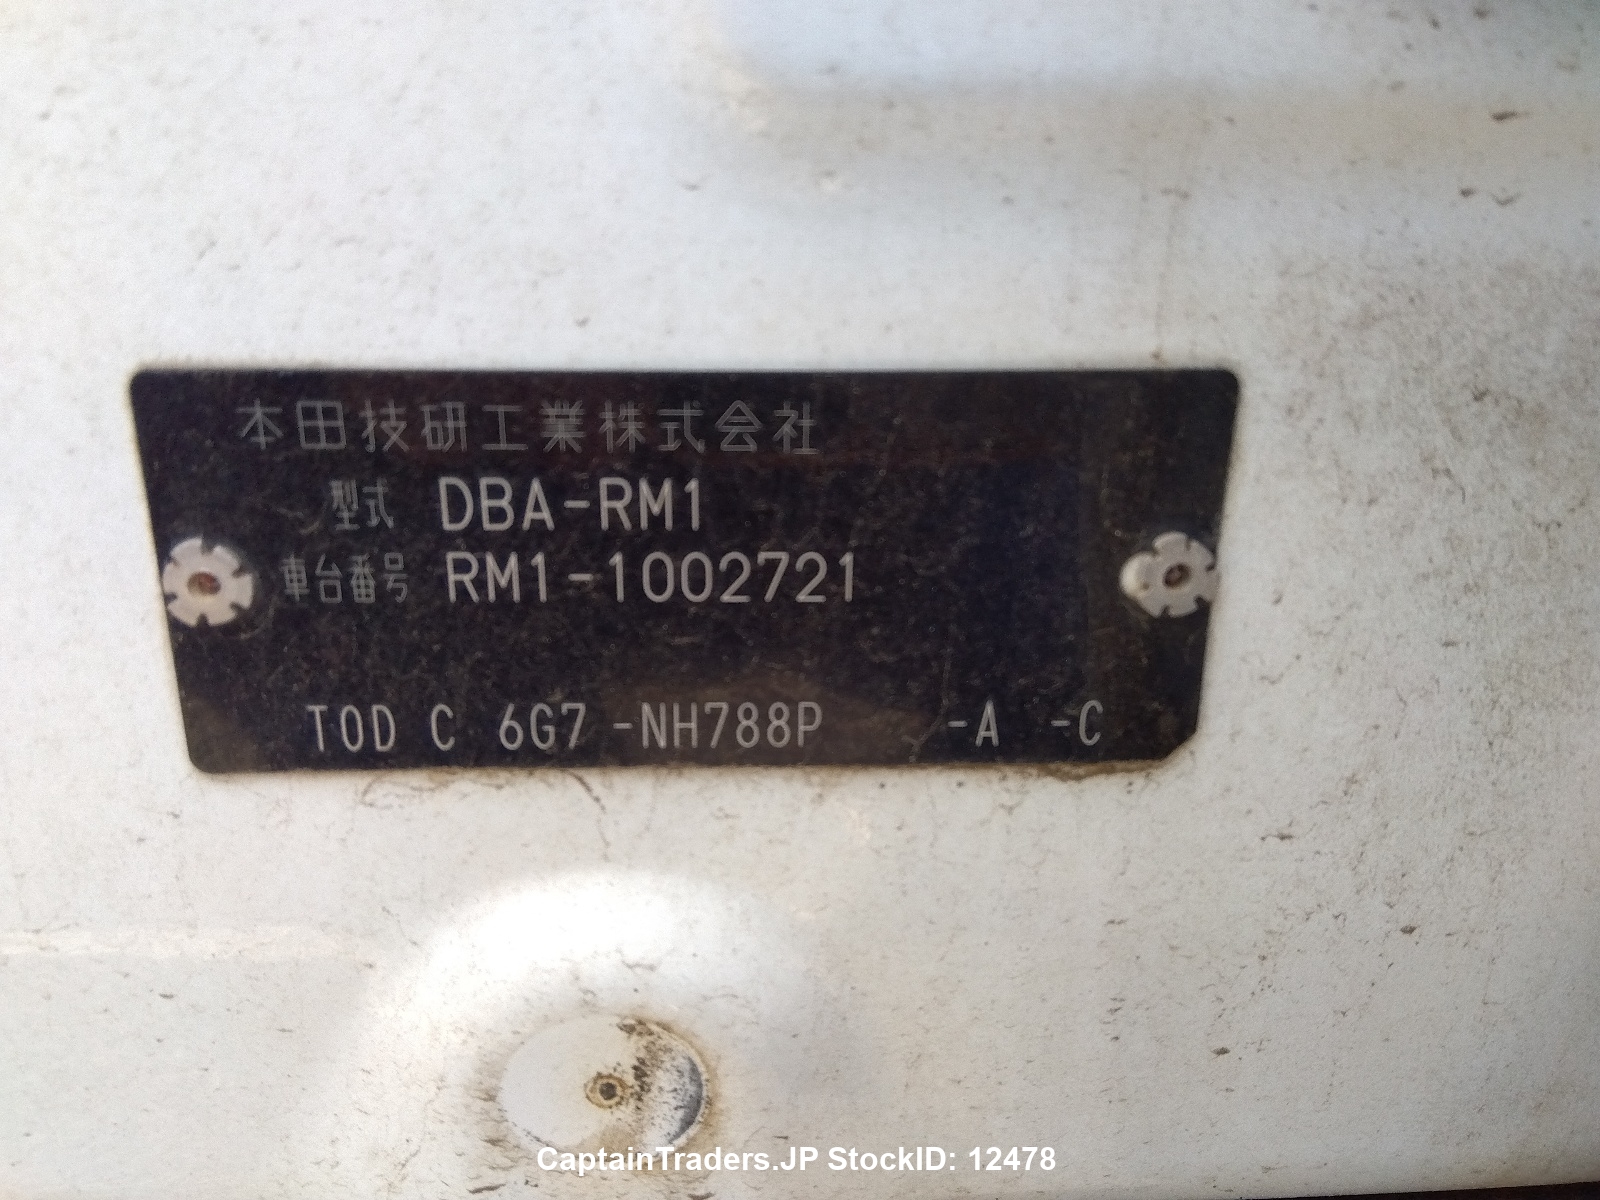 本田技研工業株式会社
型式 DBA-RM1
車台番号 RM1-1002721
TOD C 6G7 -NH788P -A -C
CaptainTraders.JP StockID: 12478